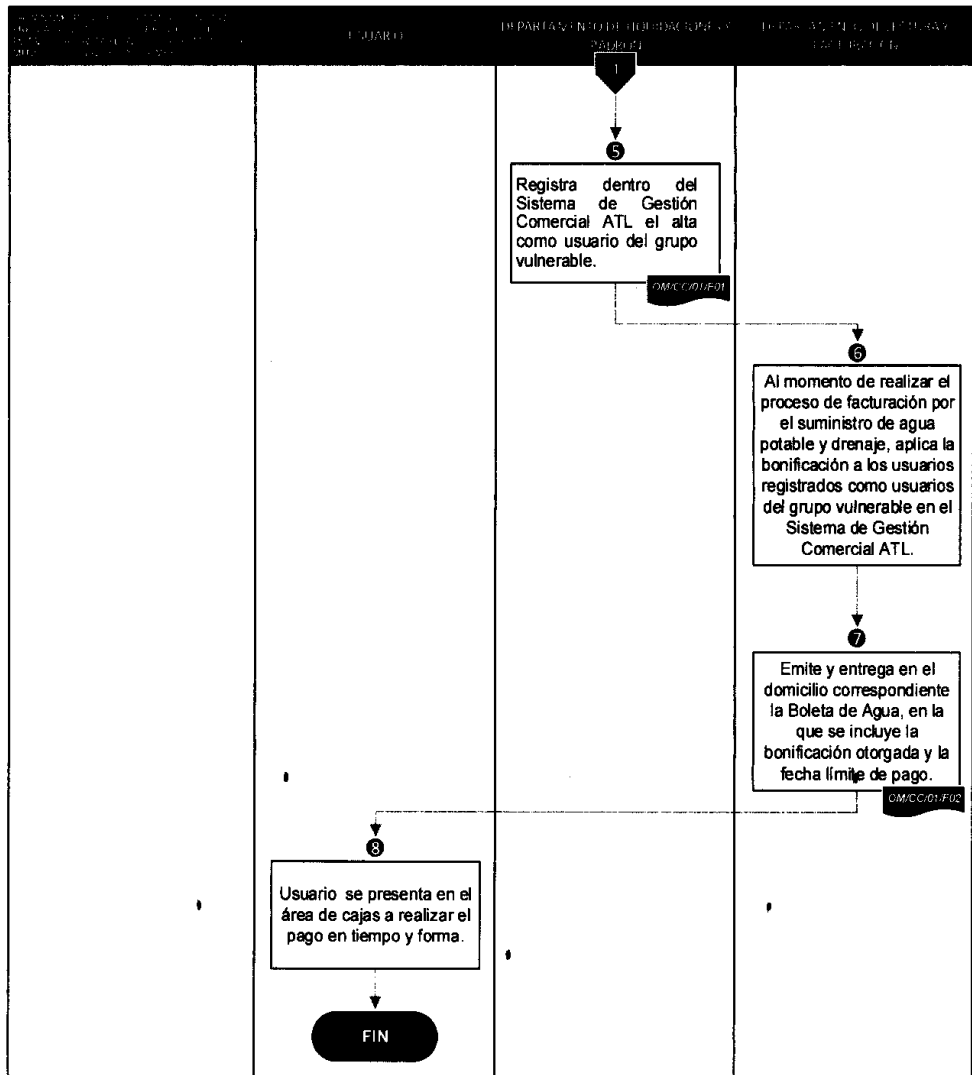 USUARIO
DEPARTAMENTO DE LIQUIDACIONES Y
PADRÓN
1
5
Registra dentro del
Sistema de Gestión
Comercial ATL el alta
como usuario del grupo
vulnerable.
OM/CC/01/F01
6
Al momento de realizar el
proceso de facturación por
el suministro de agua
potable y drenaje, aplica la
bonificación a los usuarios
registrados como usuarios
del grupo vulnerable en el
Sistema de Gestión
Comercial ATL.
7
Emite y entrega en el
domicilio correspondiente
la Boleta de Agua, en la
que se incluye la
bonificación otorgada y la
fecha límite de pago.
OM/CC/01/F02
8
Usuario se presenta en el
área de cajas a realizar el
pago en tiempo y forma.
FIN